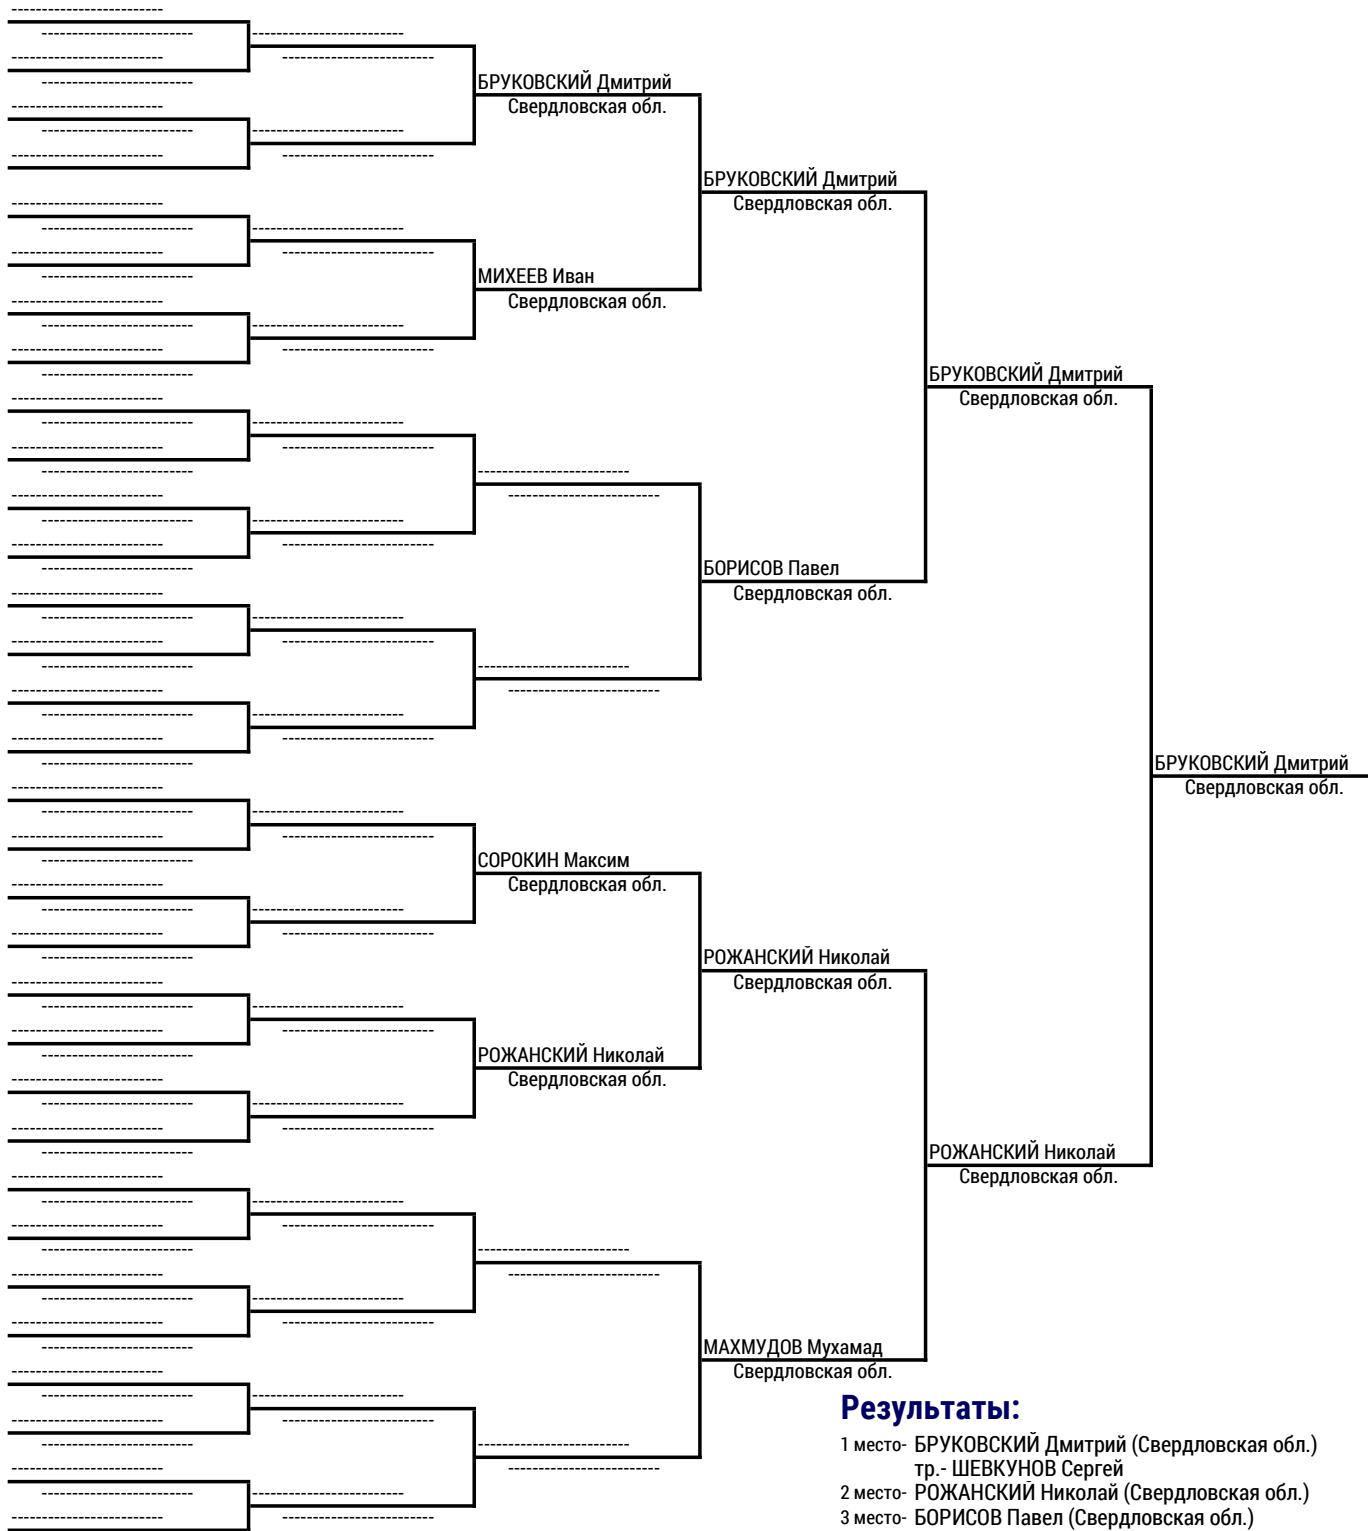 БРУКОВСКИЙ Дмитрий
Свердловская обл.
БРУКОВСКИЙ Дмитрий
Свердловская обл.
МИХЕЕВ Иван
Свердловская обл.
БРУКОВСКИЙ Дмитрий
Свердловская обл.
БОРИСОВ Павел
Свердловская обл.
БРУКОВСКИЙ Дмитрий
Свердловская обл.
СОРОКИН Максим
Свердловская обл.
РОЖАНСКИЙ Николай
Свердловская обл.
РОЖАНСКИЙ Николай
Свердловская обл.
РОЖАНСКИЙ Николай
Свердловская обл.
МАХМУДОВ Мухамад
Свердловская обл.
Результаты:
1 место- БРУКОВСКИЙ Дмитрий (Свердловская обл.)
тр.- ШЕВКУНОВ Сергей
2 место- РОЖАНСКИЙ Николай (Свердловская обл.)
3 место- БОРИСОВ Павел (Свердловская обл.)